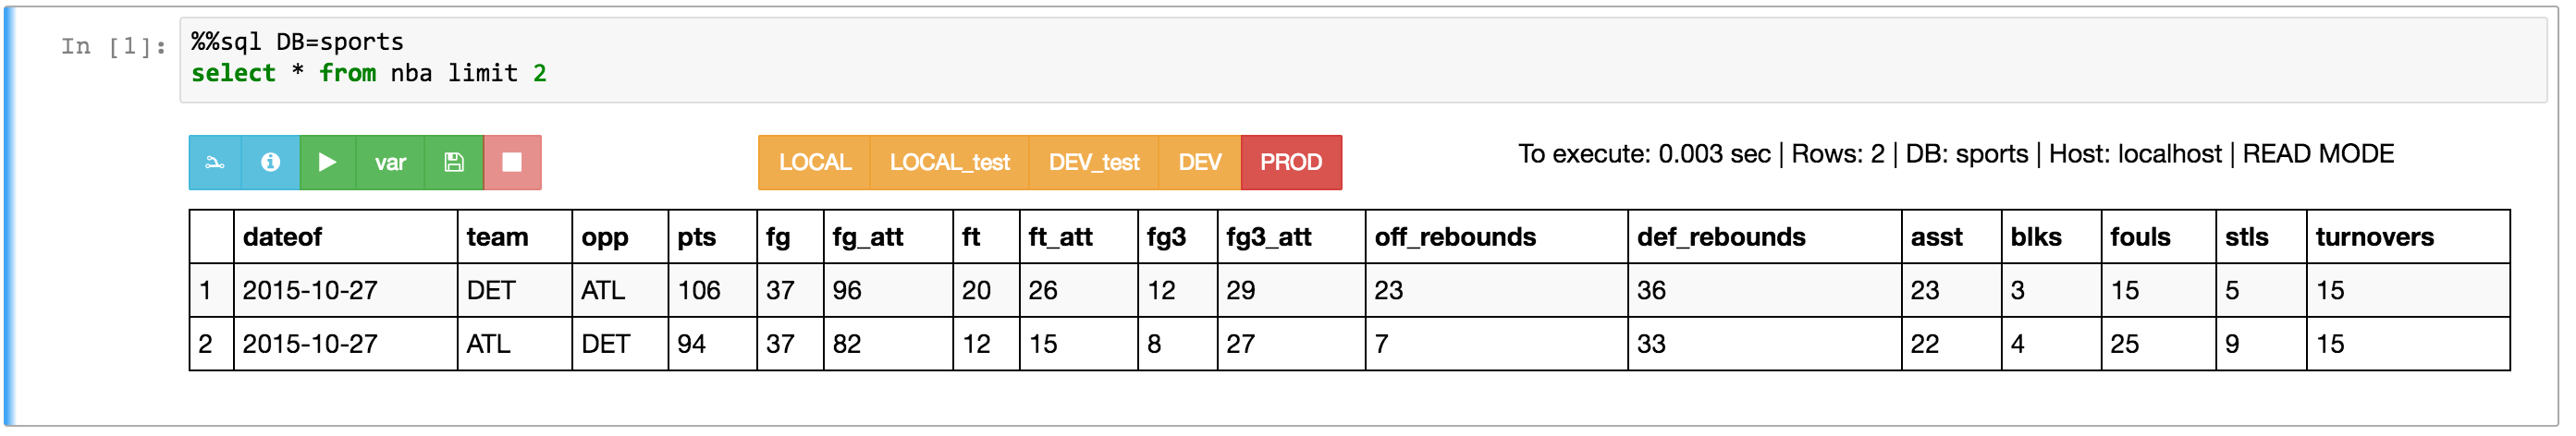 In [1]:
%%sql DB=sports
select * from nba limit 2
var LOCAL LOCAL_test DEV_test DEV PROD To execute: 0.003 sec | Rows: 2 | DB: sports | Host: localhost | READ MODE
dateof team opp pts fg fg_att ft ft_att fg3 fg3_att off_rebounds def_rebounds asst blks fouls stls turnovers
1 2015-10-27 DET ATL 106 37 96 20 26 12 29 23 36 23 3 15 5 15
2 2015-10-27 ATL DET 94 37 82 12 15 8 27 7 33 22 4 25 9 15